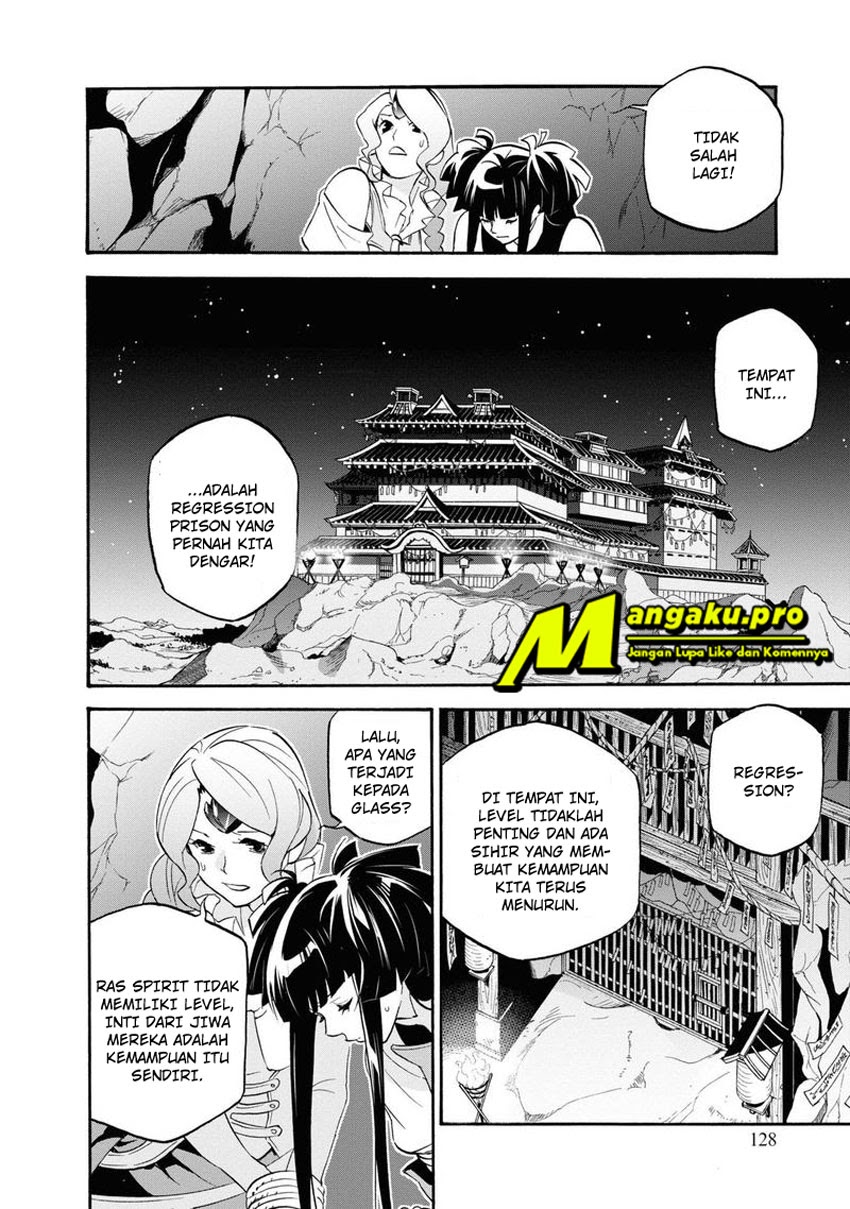 TIDAK
SALAH
LAGI!
TEMPAT
INI...
...ADALAH
REGRESSION
PRISON YANG
PERNAH KITA
DENGAR!
Mangaku.pro
Jangan Lupa Like dan Komennya
REGRES-
SION?
DI TEMPAT INI,
LEVEL TIDAKLAH
PENTING DAN ADA
SIHIR YANG MEM-
BUAT KEMAMPUAN
KITA TERUS
MENURUN.
LALU,
APA YANG
TERJADI
KEPADA
GLASS?
RAS SPIRIT TIDAK
MEMILIKI LEVEL,
INTI DARI JIWA
MEREKA ADALAH
KEMAMPUAN ITU
SENDIRI.
128